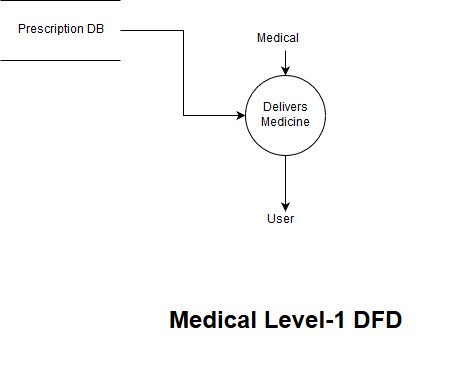 Prescription DB
Medical
Delivers
Medicine
User
Medical Level-1 DFD